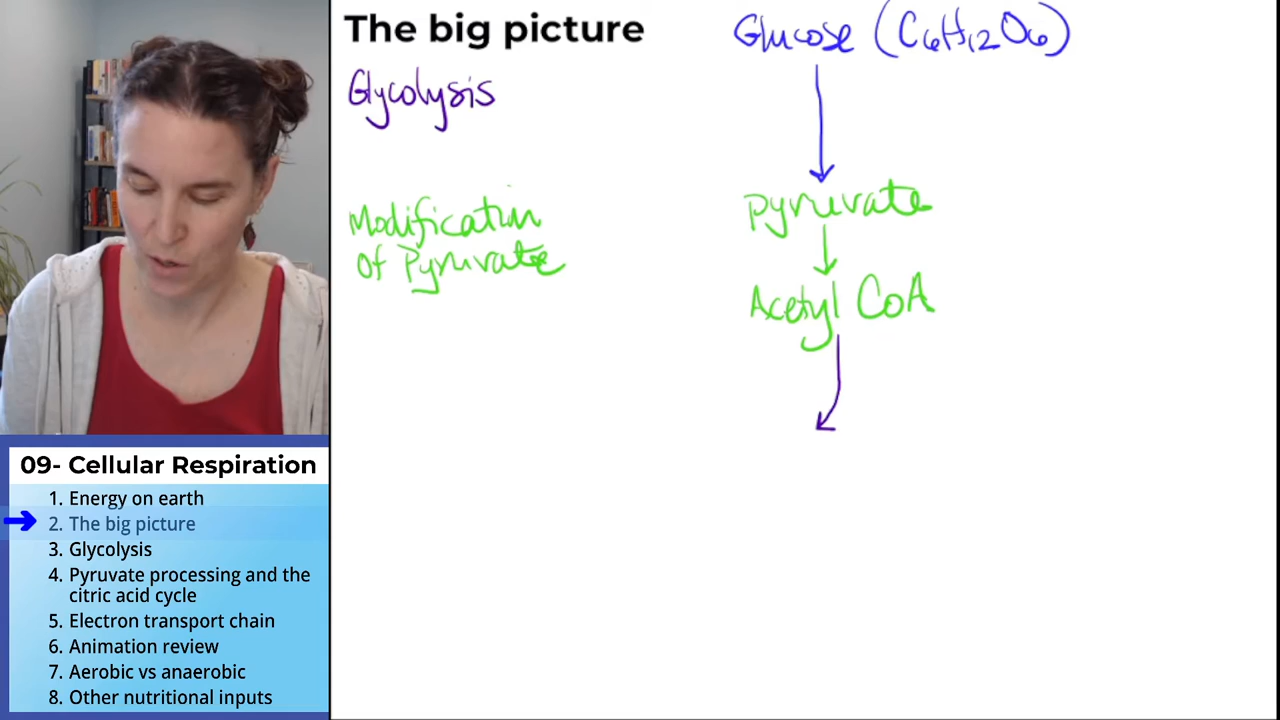 The big picture
Glucose (C6H12O6)
Glycolysis
Pyruvate
Modification
Of Pyruvate
Acetyl CoA
09- Cellular Respiration
1. Energy on earth
2. The big picture
3. Glycolysis
4. Pyruvate processing and the
citric acid cycle
5. Electron transport chain
6. Animation review
7. Aerobic vs anaerobic
8. Other nutritional inputs